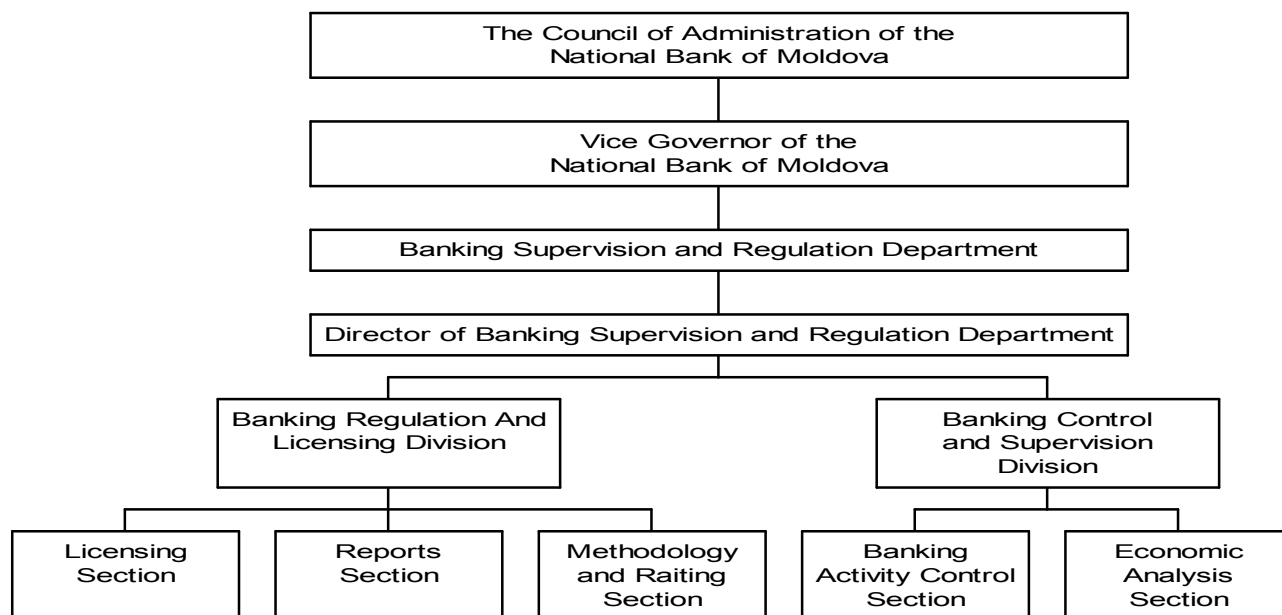 The Council of Administration of the
National Bank of Moldova
Vice Governor of the
National Bank of Moldova
Banking Supervision and Regulation Department
Director of Banking Supervision and Regulation Department
Banking Regulation And
Licensing Division
Banking Control
and Supervision
Division
Licensing
Section
Reports
Section
Methodology
and Raiting
Section
Banking
Activity Control
Section
Economic
Analysis
Section